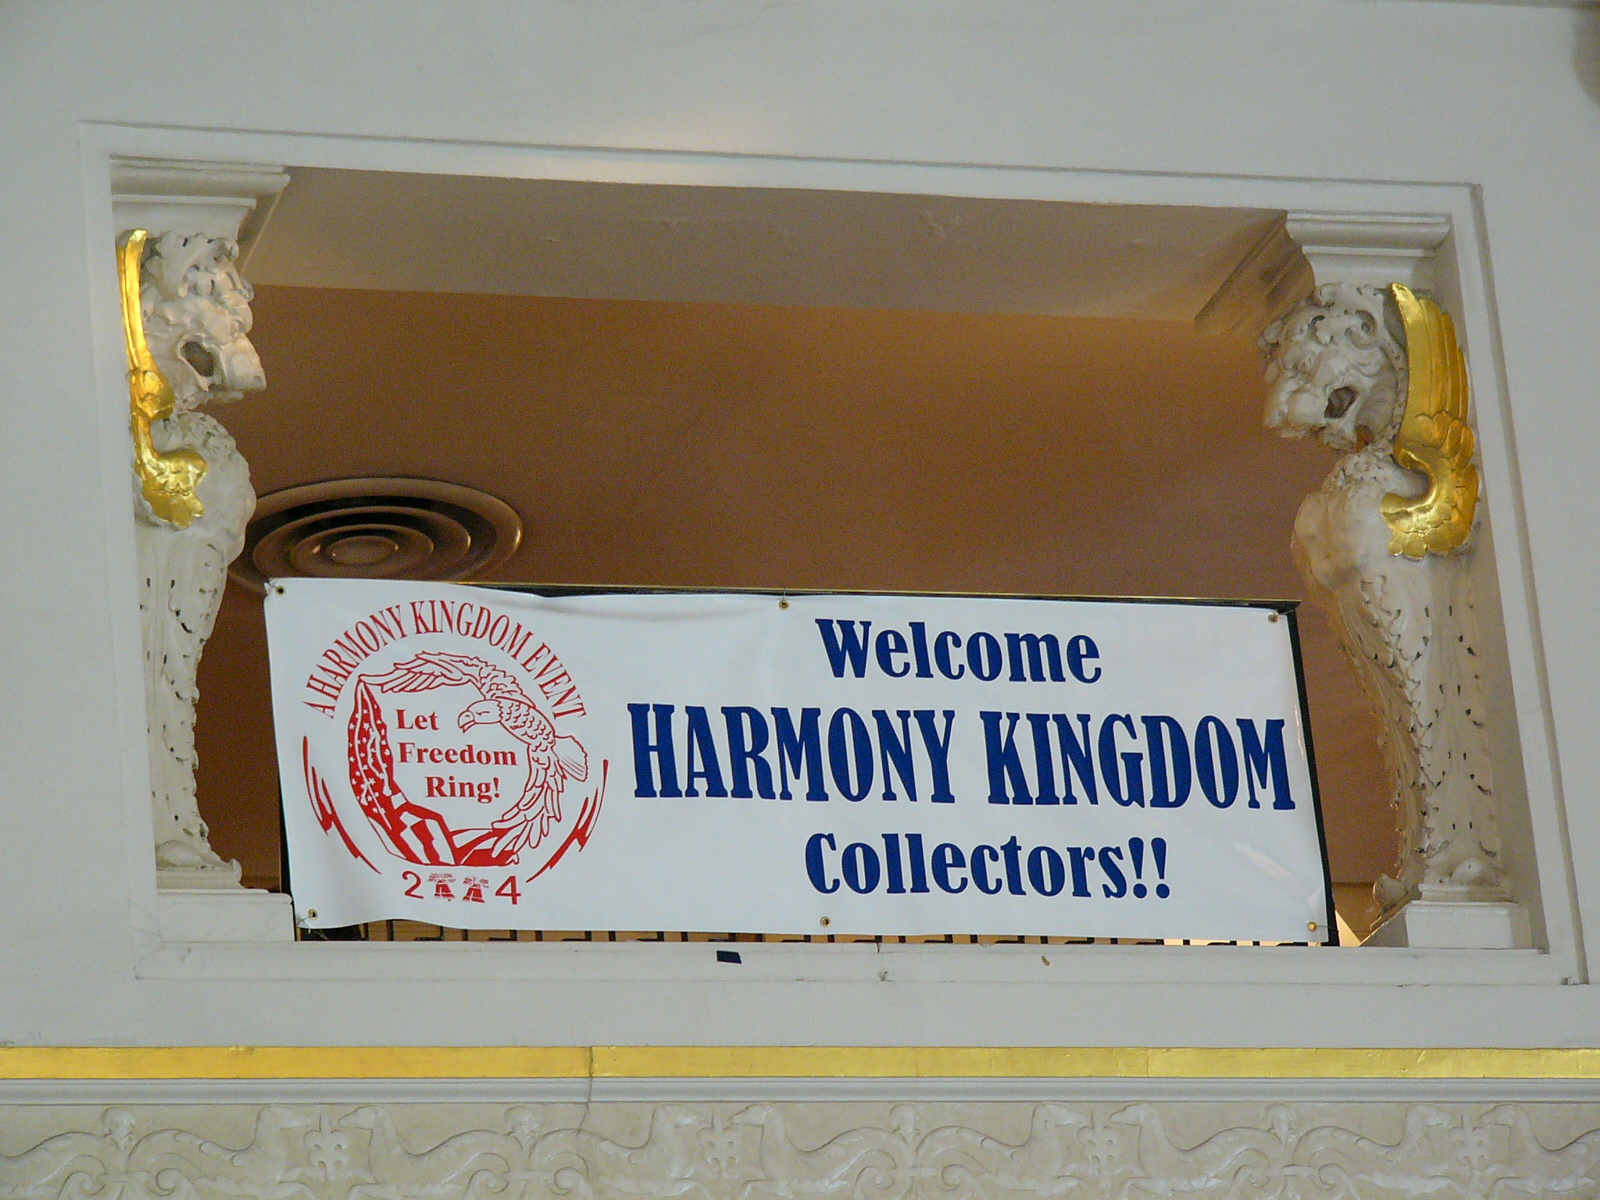 A HARMONY KINGDOM EVENT
Let
Freedom
Ring!
2004
Welcome
HARMONY KINGDOM
Collectors!!